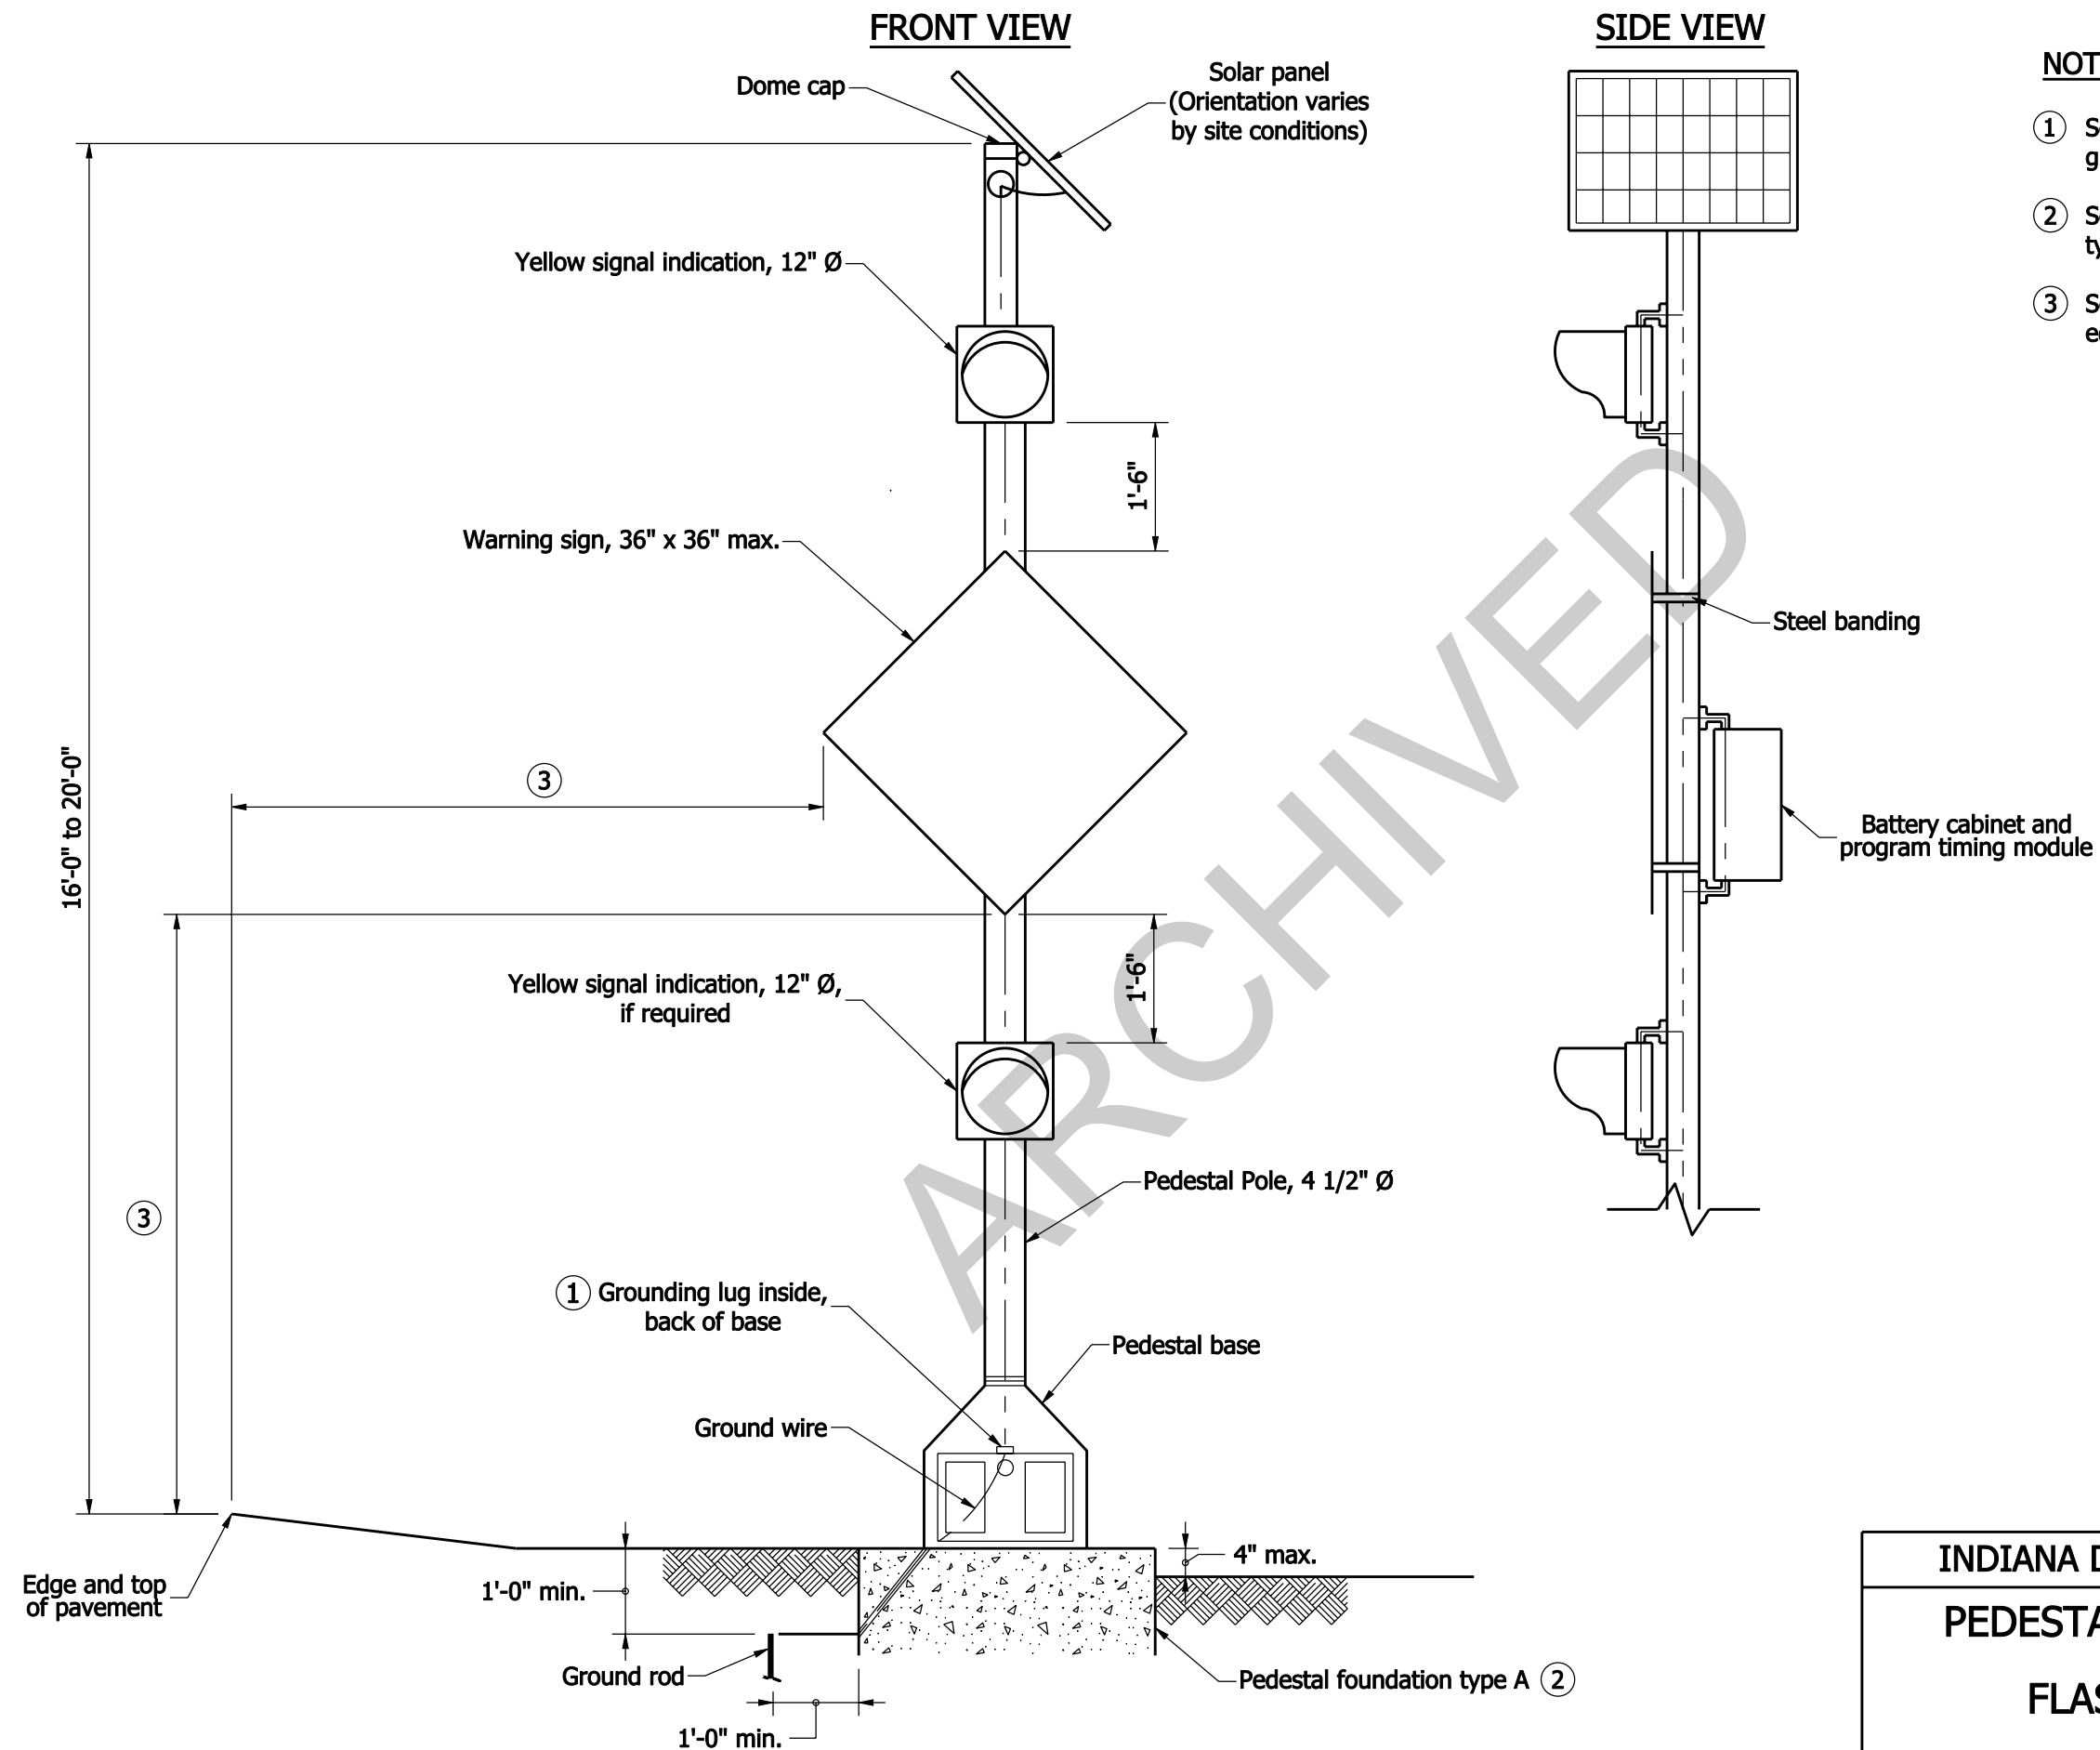 FRONT VIEW
SIDE VIEW
Dome cap
Solar panel
(Orientation varies
by site conditions)
Yellow signal indication, 12" Ø
1'-6"
Warning sign, 36" x 36" max.
Steel banding
16'-0" to 20'-0"
3
Battery cabinet and
program timing module
Yellow signal indication, 12" Ø,
if required
1'-6"
Pedestal Pole, 4 1/2" Ø
3
1 Grounding lug inside,
back of base
Pedestal base
Ground wire
4" max.
Edge and top
of pavement
1'-0" min.
Ground rod
Pedestal foundation type A 2
1'-0" min.
ARCHIVED
1
2
3
INDIANA